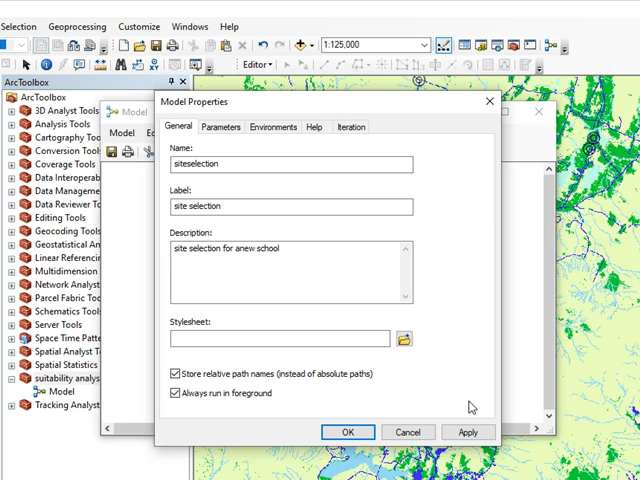 Selection Geoprocessing Customize Windows Help
1:125,000
Editor
ArcToolbox
ArcToolbox
3D Analyst Tools
Analysis Tools
Cartography Tool
Conversion Tools
Coverage Tools
Data Interoperab
Data Manageme
Data Reviewer To
Editing Tools
Geocoding Tools
Geostatistical An
Linear Referencin
Multidimension
Network Analyst
Parcel Fabric Too
Schematics Tools
Server Tools
Space Time Patte
Spatial Analyst T
Spatial Statistics
suitability analys
Model
Tracking Analyst
Model
Model Ed
Model Properties
General Parameters Environments Help Iteration
Name:
siteselection
Label:
site selection
Description:
site selection for anew school
Stylesheet:
Store relative path names (instead of absolute paths)
Always run in foreground
OK Cancel Apply